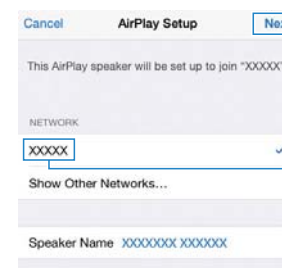 Cancel AirPlay Setup Ne
This AirPlay speaker will be set up to join "XXXXX"
NETWORK
XXXXX
Show Other Networks...
Speaker Name XXXXXXX XXXXXX